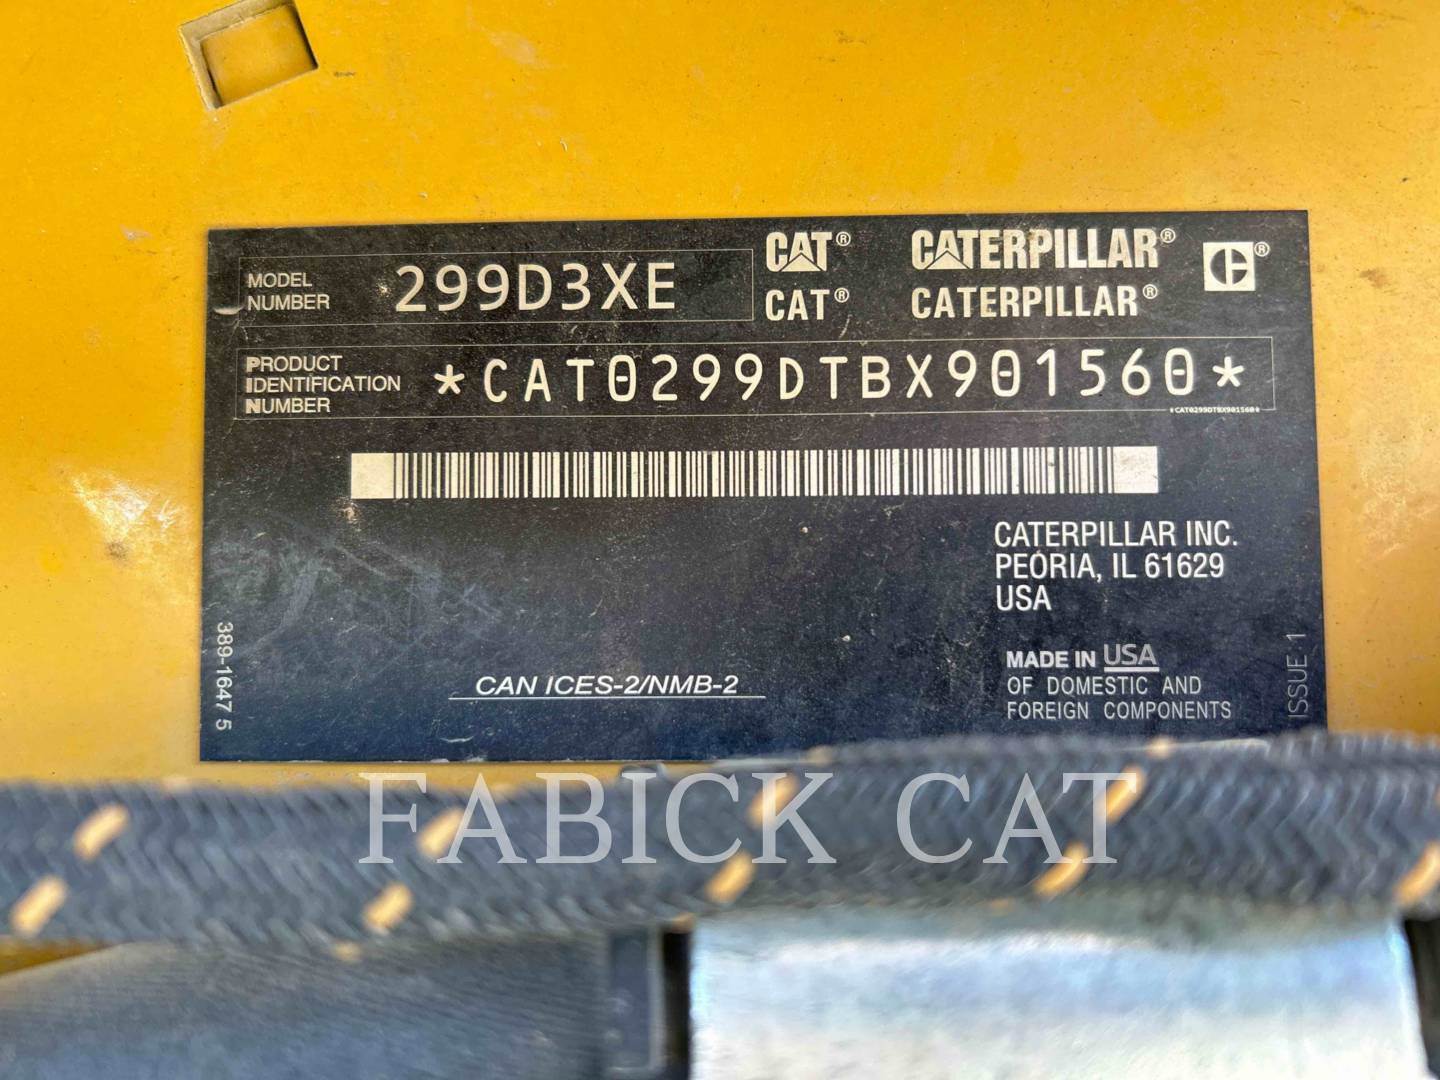 MODEL NUMBER 299D3XE
CAT® CATERPILLAR®
CAT® CATERPILLAR®
PRODUCT
IDENTIFICATION
NUMBER
*CAT0299DTBX901560*
*CAT0299DTBX901560*
CATERPILLAR INC.
PEORIA, IL 61629
USA
MADE IN USA
OF DOMESTIC AND
FOREIGN COMPONENTS
CAN ICES-2/NMB-2
389-1647 5
ISSUE 1
FABICK CAT